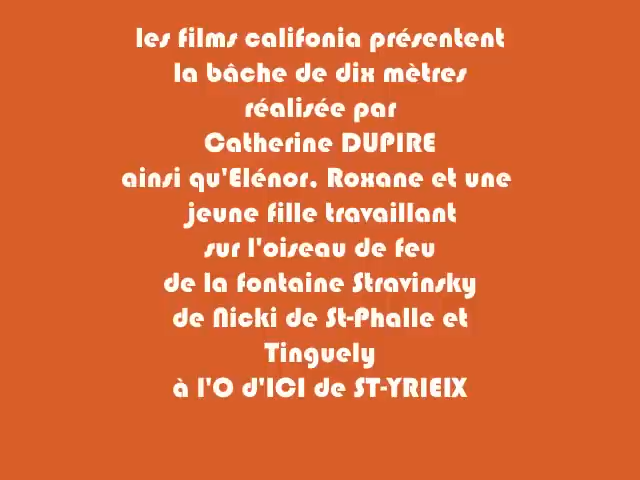 les films califonia présentent
la bâche de dix mètres
réalisée par
Catherine DUPIRE
ainsi qu'Elénor, Roxane et une
jeune fille travaillant
sur l'oiseau de feu
de la fontaine Stravinsky
de Nicki de St-Phalle et
Tinguely
à l'O d'ICI de ST-YRIEIX